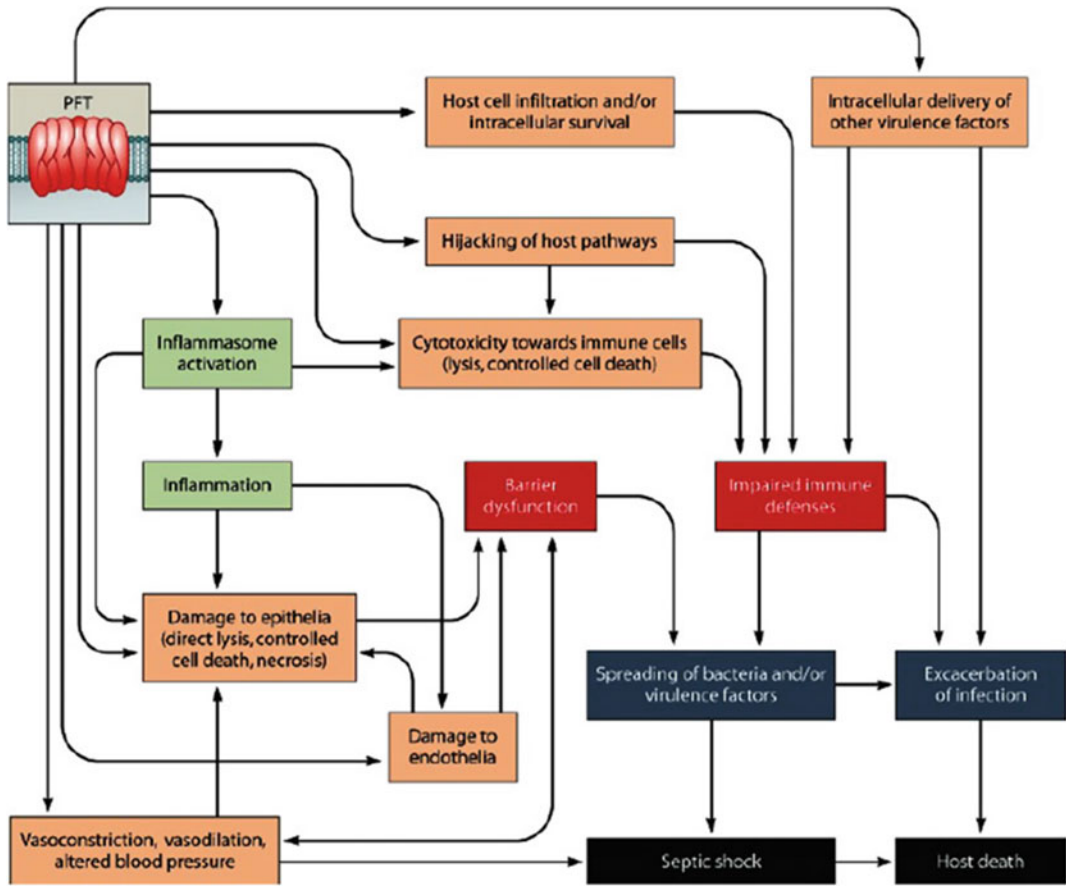 PFT
Host cell infiltration and/or
intracellular survival
Intracellular delivery of
other virulence factors
Hijacking of host pathways
Inflammasome
activation
Cytotoxicity towards immune cells
(lysis, controlled cell death)
Inflammation
Barrier
dysfunction
Impaired immune
defenses
Damage to epithelia
(direct lysis, controlled
cell death, necrosis)
Spreading of bacteria and/or
virulence factors
Excacerbation
of infection
Damage to
endothelia
Vasoconstriction, vasodilation,
altered blood pressure
Septic shock
Host death